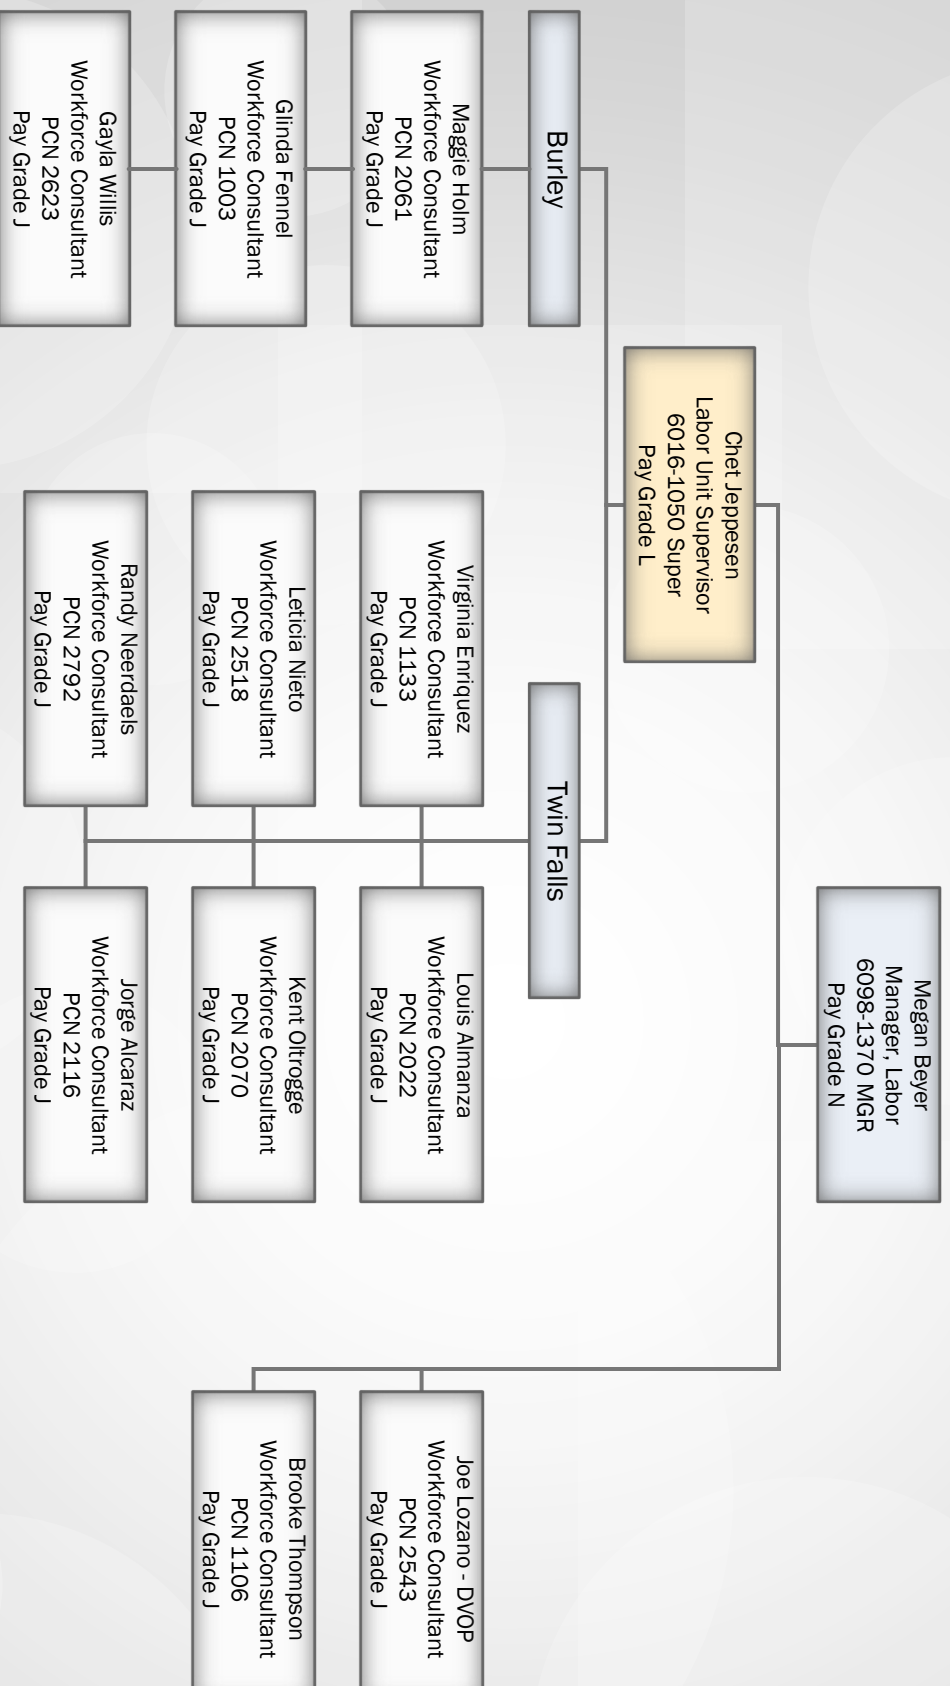 Megan Beyer
Manager, Labor
6098-1370 MGR
Pay Grade N
Chet Jeppesen
Labor Unit Supervisor
6016-1050 Super
Pay Grade L
Burley
Twin Falls
Maggie Holm
Workforce Consultant
PCN 2061
Pay Grade J
Virginia Enriquez
Workforce Consultant
PCN 1133
Pay Grade J
Louis Almanza
Workforce Consultant
PCN 2022
Pay Grade J
Joe Lozano - DVOP
Workforce Consultant
PCN 2543
Pay Grade J
Glinda Fennel
Workforce Consultant
PCN 1003
Pay Grade J
Leticia Nieto
Workforce Consultant
PCN 2518
Pay Grade J
Kent Oltrogge
Workforce Consultant
PCN 2070
Pay Grade J
Brooke Thompson
Workforce Consultant
PCN 1106
Pay Grade J
Gayla Willis
Workforce Consultant
PCN 2623
Pay Grade J
Randy Neerdaels
Workforce Consultant
PCN 2792
Pay Grade J
Jorge Alcaraz
Workforce Consultant
PCN 2116
Pay Grade J